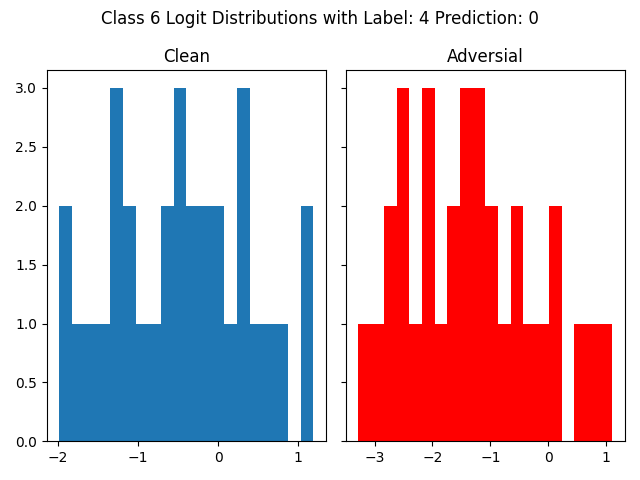 Class 6 Logit Distributions with Label: 4 Prediction: 0
Clean
Adversial
3.0
2.5
2.0
1.5
1.0
0.5
0.0
−2 −1 0 1
−3 −2 −1 0 1